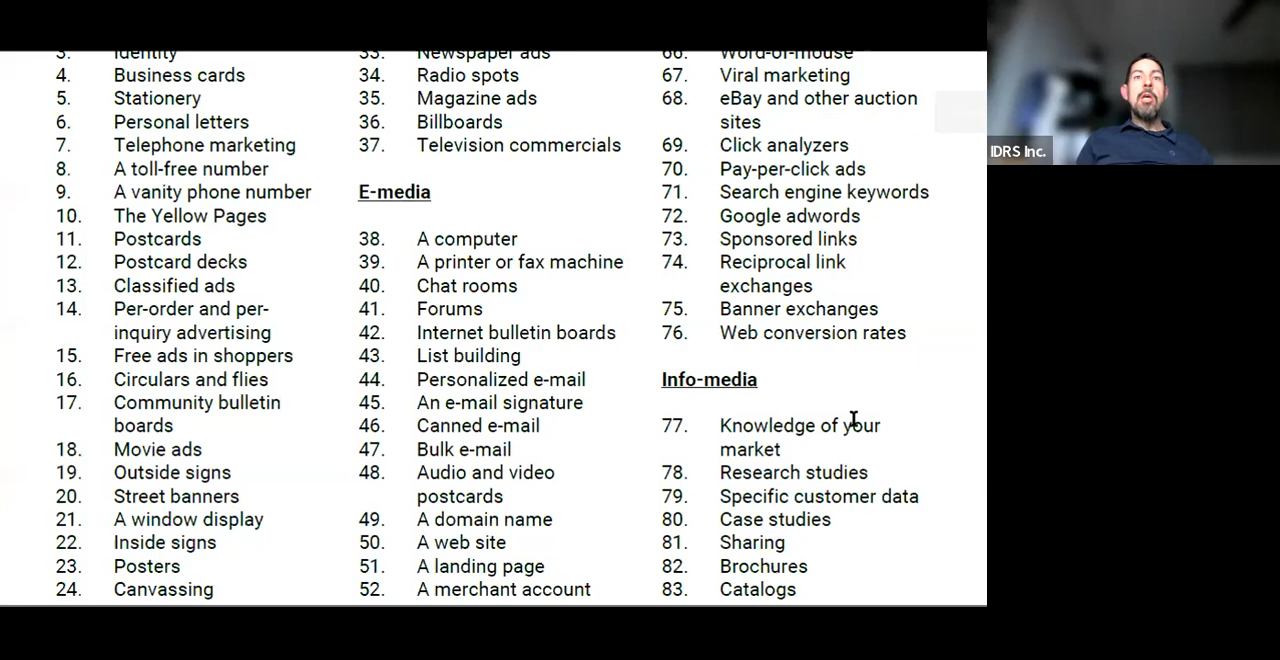 3. Identity
4. Business cards
5. Stationery
6. Personal letters
7. Telephone marketing
8. A toll-free number
9. A vanity phone number
10. The Yellow Pages
11. Postcards
12. Postcard decks
13. Classified ads
14. Per-order and per-
inquiry advertising
15. Free ads in shoppers
16. Circulars and flies
17. Community bulletin
boards
18. Movie ads
19. Outside signs
20. Street banners
21. A window display
22. Inside signs
23. Posters
24. Canvassing
33. Newspaper ads
34. Radio spots
35. Magazine ads
36. Billboards
37. Television commercials
E-media
38. A computer
39. A printer or fax machine
40. Chat rooms
41. Forums
42. Internet bulletin boards
43. List building
44. Personalized e-mail
45. An e-mail signature
46. Canned e-mail
47. Bulk e-mail
48. Audio and video
postcards
49. A domain name
50. A web site
51. A landing page
52. A merchant account
66. Word-of-mouse
67. Viral marketing
68. eBay and other auction
sites
69. Click analyzers
70. Pay-per-click ads
71. Search engine keywords
72. Google adwords
73. Sponsored links
74. Reciprocal link
exchanges
75. Banner exchanges
76. Web conversion rates
Info-media
77. Knowledge of your
market
78. Research studies
79. Specific customer data
80. Case studies
81. Sharing
82. Brochures
83. Catalogs
IDRS Inc.